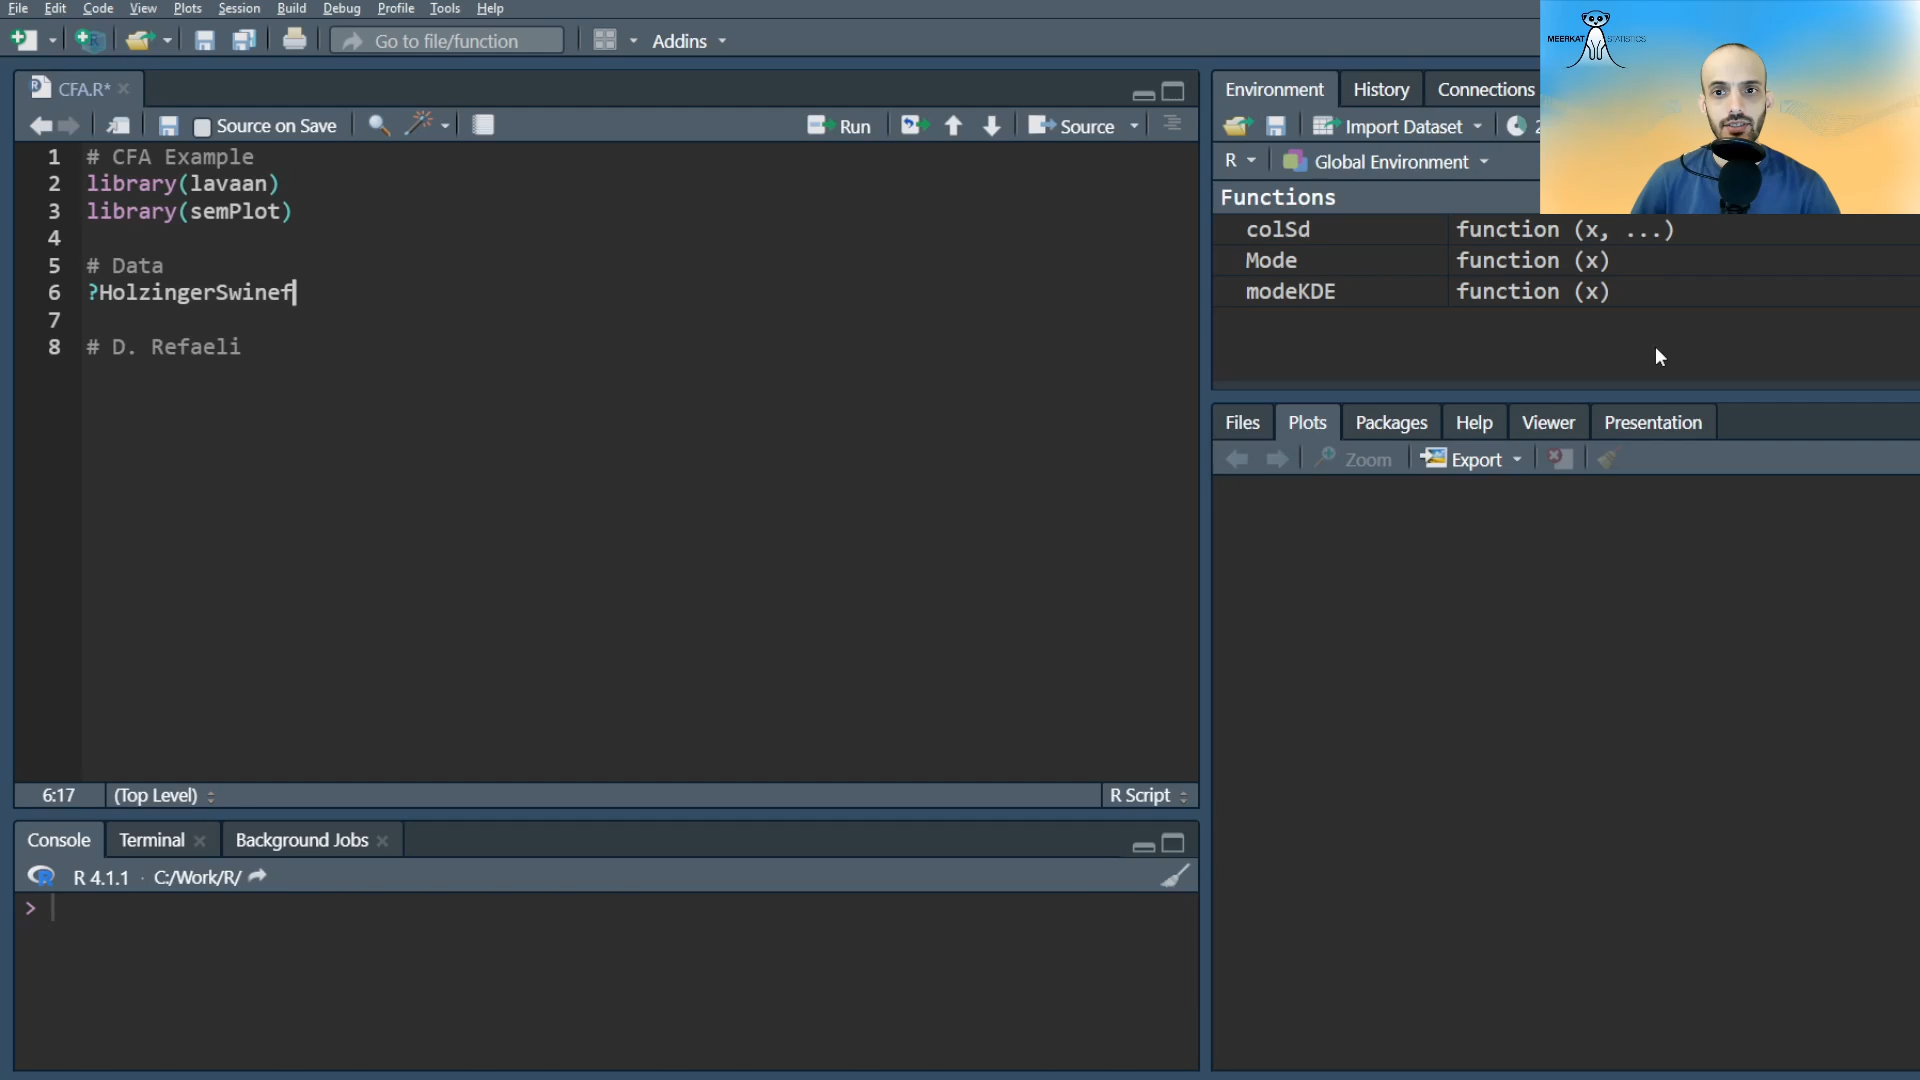 File Edit Code View Plots Session Build Debug Profile Tools Help
Go to file/function Addins
MEERKAT STATISTICS
CFA.R*
Source on Save Run Source
1 # CFA Example
2 library(lavaan)
3 library(semPlot)
4
5 # Data
6 ?HolzingerSwinef
7
8 # D. Refaeli
6:17 (Top Level) R Script
Console Terminal Background Jobs
R 4.1.1 · C:/Work/R/
>
Environment History Connections
Import Dataset
R Global Environment
Functions
colSd function (x, ...)
Mode function (x)
modeKDE function (x)
Files Plots Packages Help Viewer Presentation
Zoom Export